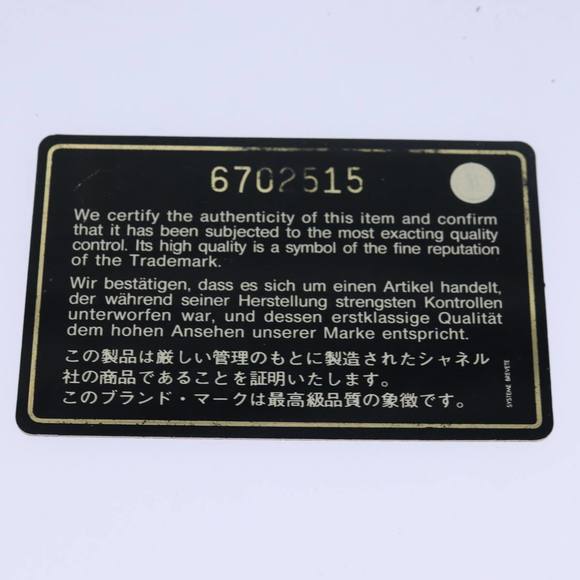 6702515
We certify the authenticity of this item and confirm
that it has been subjected to the most exacting quality
control. Its high quality is a symbol of the fine reputation
of the Trademark.
Wir bestätigen, dass es sich um einen Artikel handelt,
der während seiner Herstellung strengsten Kontrollen
unterworfen war, und dessen erstklassige Qualität
dem hohen Ansehen unserer Marke entspricht.
この製品は厳しい管理のもとに製造されたシャネル
社の商品であることを証明いたします。
このブランド・マークは最高級品質の象徴です。
SYSTEME BREVETE